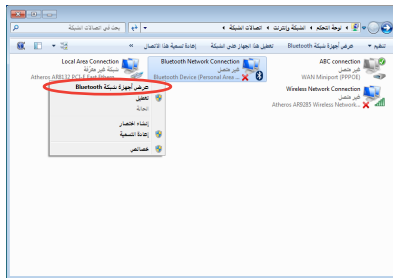 لوحة التحكم ◂ الشبكة وإنترنت ◂ اتصالات الشبكة ◂
بحث في اتصالات الشبكة
تنظيم
عرض أجهزة شبكة Bluetooth
تعطيل هذا الجهاز على الشبكة
إعادة تسمية هذا الاتصال
»
ABC connection
غير متصل
WAN Miniport (PPPOE)
Bluetooth Network Connection
غير متصل
Bluetooth Device (Personal Area ...
Local Area Connection
شبكة غير معرّفة
Atheros AR8132 PCI-E Fast Ethern...
Wireless Network Connection
غير متصل
Atheros AR9285 Wireless Network...
عرض أجهزة شبكة Bluetooth
تعطيل
الحالة
إنشاء اختصار
إعادة التسمية
خصائص